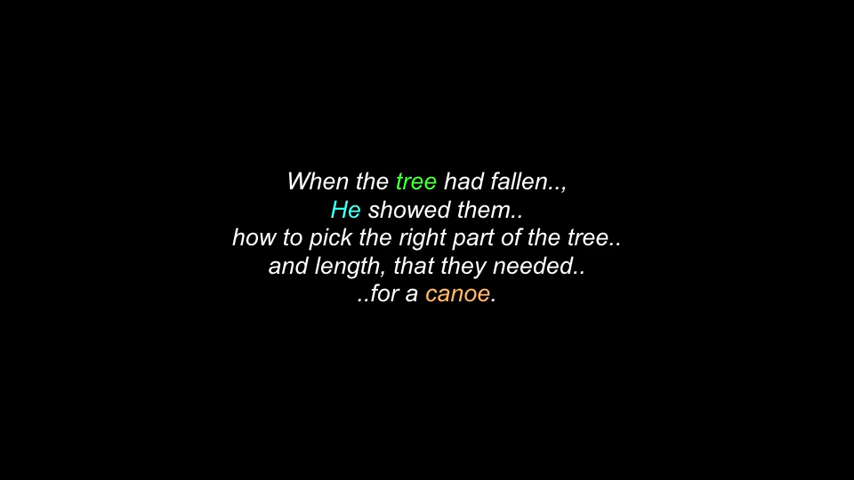 When the tree had fallen..,
He showed them..
how to pick the right part of the tree..
and length, that they needed..
..for a canoe.